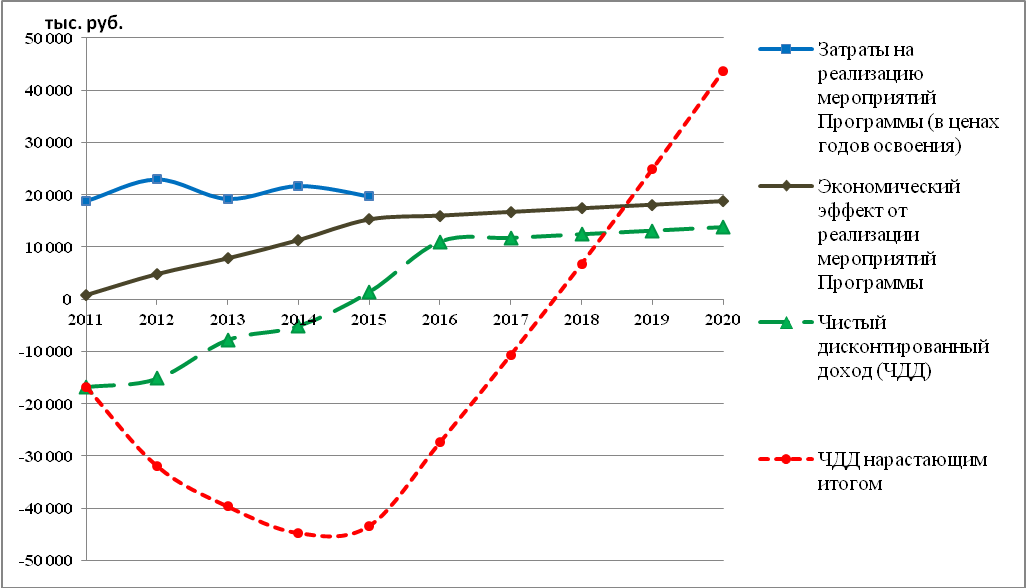 тыс. руб.
50 000
40 000
30 000
20 000
10 000
0
-10 000
-20 000
-30 000
-40 000
-50 000
2011 2012 2013 2014 2015 2016 2017 2018 2019 2020
Затраты на
реализацию
мероприятий
Программы (в ценах
годов освоения)
Экономический
эффект от
реализации
мероприятий
Программы
Чистый
дисконтированный
доход (ЧДД)
ЧДД нарастающим
итогом